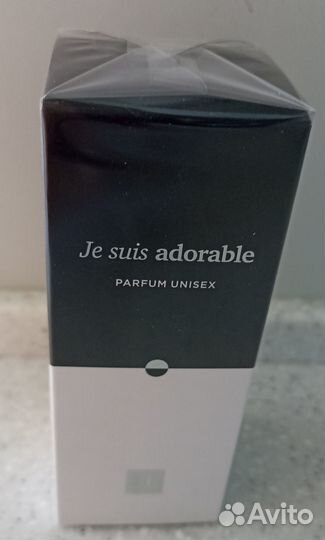 Je suis adorable
PARFUM UNISEX
Avito